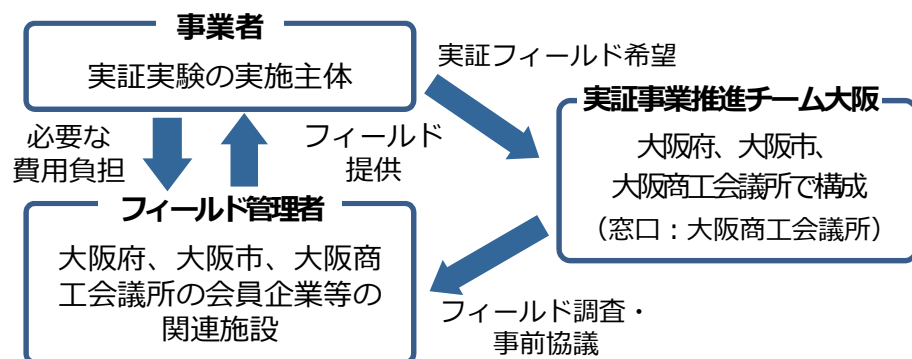 事業者
実証実験の実施主体
実証フィールド希望
実証事業推進チーム大阪
大阪府、大阪市、
大阪商工会議所で構成
（窓口：大阪商工会議所）
必要な
費用負担
フィールド
提供
フィールド管理者
大阪府、大阪市、大阪商
工会議所の会員企業等の
関連施設
フィールド調査・
事前協議